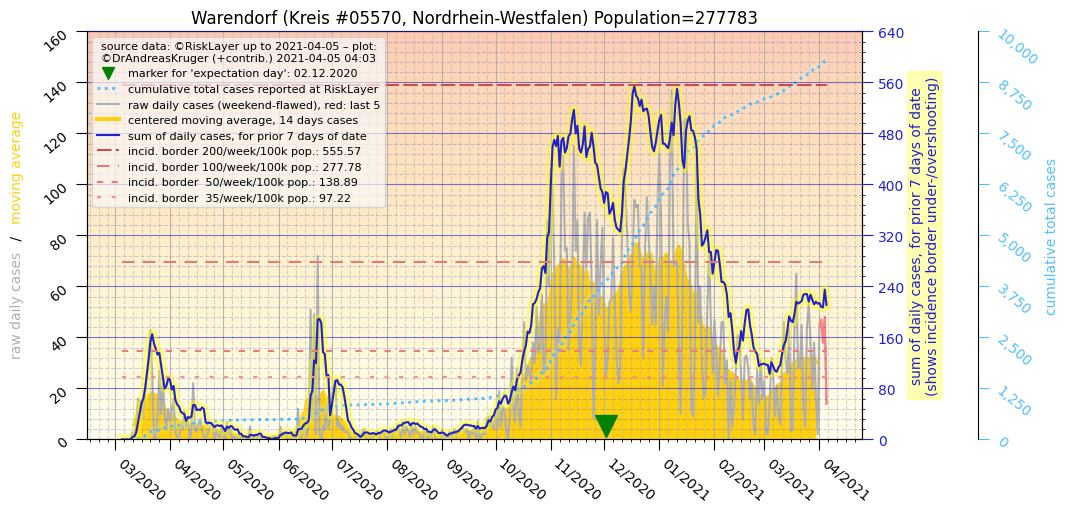 Warendorf (Kreis #05570, Nordrhein-Westfalen) Population=277783
source data: ©RiskLayer up to 2021-04-05 – plot:
©DrAndreasKruger (+contrib.) 2021-04-05 04:03
marker for 'expectation day': 02.12.2020
cumulative total cases reported at RiskLayer
raw daily cases (weekend-flawed), red: last 5
centered moving average, 14 days cases
sum of daily cases, for prior 7 days of date
incid. border 200/week/100k pop.: 555.57
incid. border 100/week/100k pop.: 277.78
incid. border  50/week/100k pop.: 138.89
incid. border  35/week/100k pop.: 97.22
raw daily cases  /  moving average
160
140
120
100
80
60
40
20
0
03/2020
04/2020
05/2020
06/2020
07/2020
08/2020
09/2020
10/2020
11/2020
12/2020
01/2021
02/2021
03/2021
04/2021
640
560
480
400
320
240
160
80
0
sum of daily cases, for prior 7 days of date
(shows incidence border under-/overshooting)
10,000
8,750
7,500
6,250
5,000
3,750
2,500
1,250
0
cumulative total cases